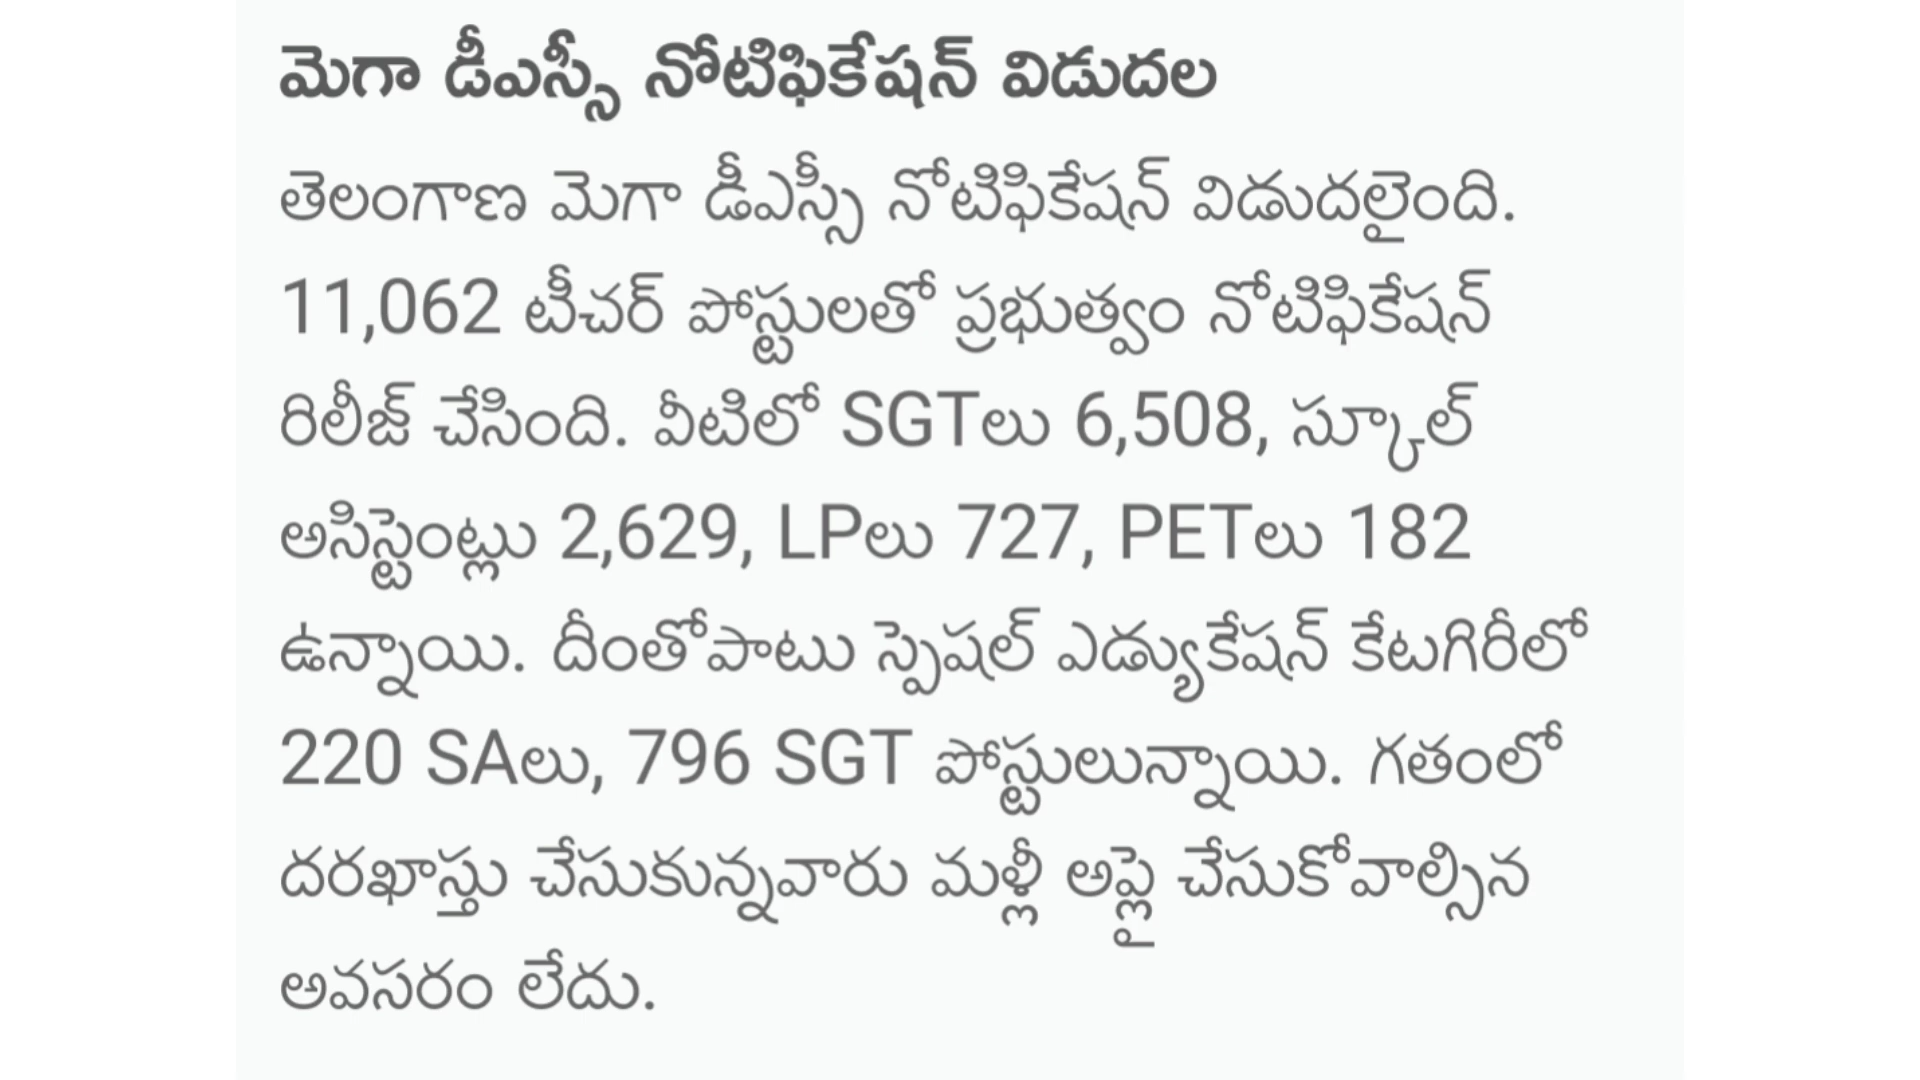 మెగా డీఎస్సీ నోటిఫికేషన్ విడుదల
తెలంగాణ మెగా డీఎస్సీ నోటిఫికేషన్ విడుదలైంది.
11,062 టీచర్ పోస్టులతో ప్రభుత్వం నోటిఫికేషన్
రిలీజ్ చేసింది. వీటిలో SGTలు 6,508, స్కూల్
అసిస్టెంట్లు 2,629, LPలు 727, PETలు 182
ఉన్నాయి. దీంతోపాటు స్పెషల్ ఎడ్యుకేషన్ కేటగిరీలో
220 SAలు, 796 SGT పోస్టులున్నాయి. గతంలో
దరఖాస్తు చేసుకున్నవారు మళ్లీ అప్లై చేసుకోవాల్సిన
అవసరం లేదు.